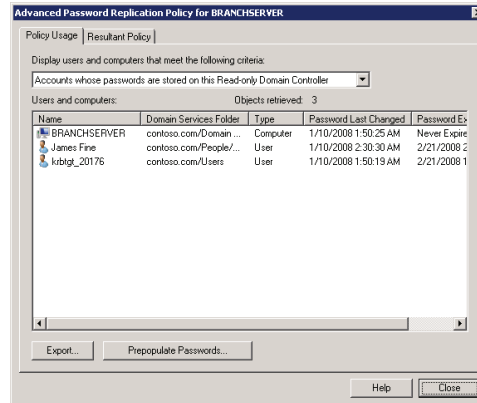 Advanced Password Replication Policy for BRANCHSERVER
Policy Usage Resultant Policy
Display users and computers that meet the following criteria:
Accounts whose passwords are stored on this Read-only Domain Controller
Users and computers: Objects retrieved: 3
Name Domain Services Folder Type Password Last Changed Password Ex
BRANCHSERVER contoso.com/Domain ... Computer 1/10/2008 1:50:25 AM Never Expire
James Fine contoso.com/People/... User 1/10/2008 2:30:30 AM 2/21/2008 2
krbtgt_20176 contoso.com/Users User 1/10/2008 1:50:19 AM 2/21/2008 1
Export... Prepopulate Passwords...
Help Close